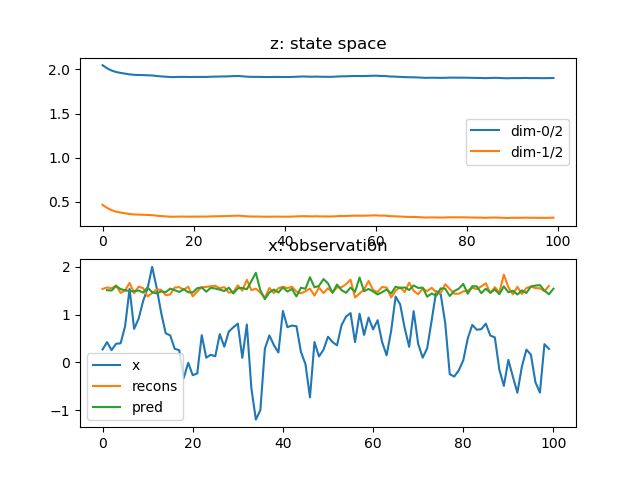 z: state space
2.0
1.5
1.0
0.5
dim-0/2
dim-1/2
0 20 40 60 80 100
x: observation
2
1
0
−1
x
recons
pred
0 20 40 60 80 100